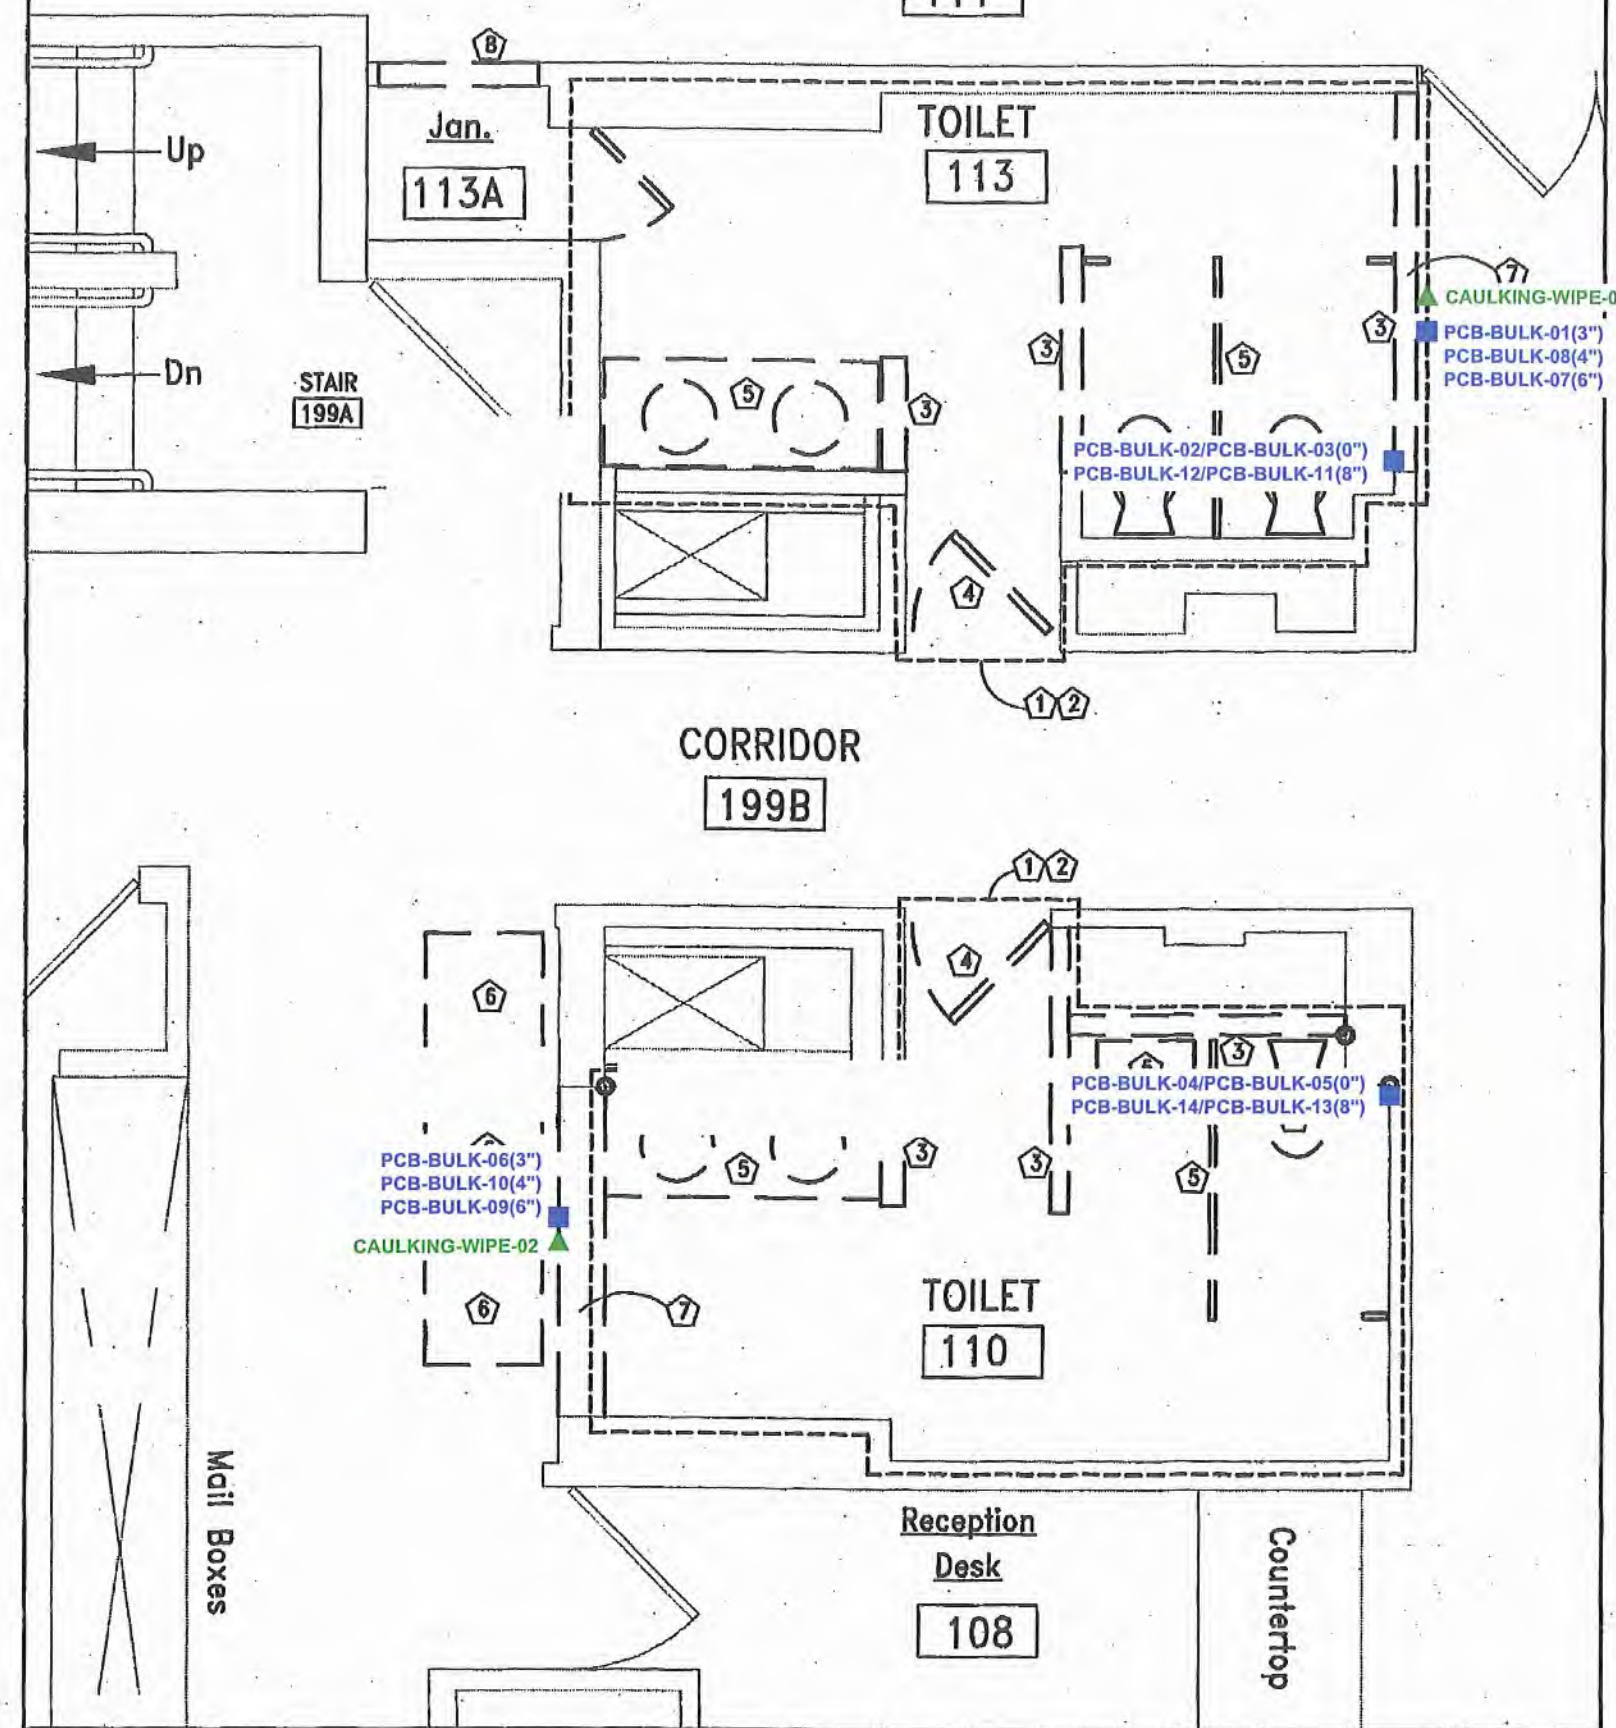 8
TOILET
113
Jan.
113A
Up
Dn
STAIR
199A
7
CAULKING-WIPE-0
PCB-BULK-01(3")
PCB-BULK-08(4")
PCB-BULK-07(6")
3
3
5
5
3
PCB-BULK-02/PCB-BULK-03(0")
PCB-BULK-12/PCB-BULK-11(8")
4
1 2
CORRIDOR
199B
1 2
4
6
3
PCB-BULK-04/PCB-BULK-05(0")
PCB-BULK-14/PCB-BULK-13(8")
PCB-BULK-06(3")
PCB-BULK-10(4")
PCB-BULK-09(6")
CAULKING-WIPE-02
5
3
3
5
6
7
TOILET
110
Mail Boxes
Reception
Desk
108
Countertop